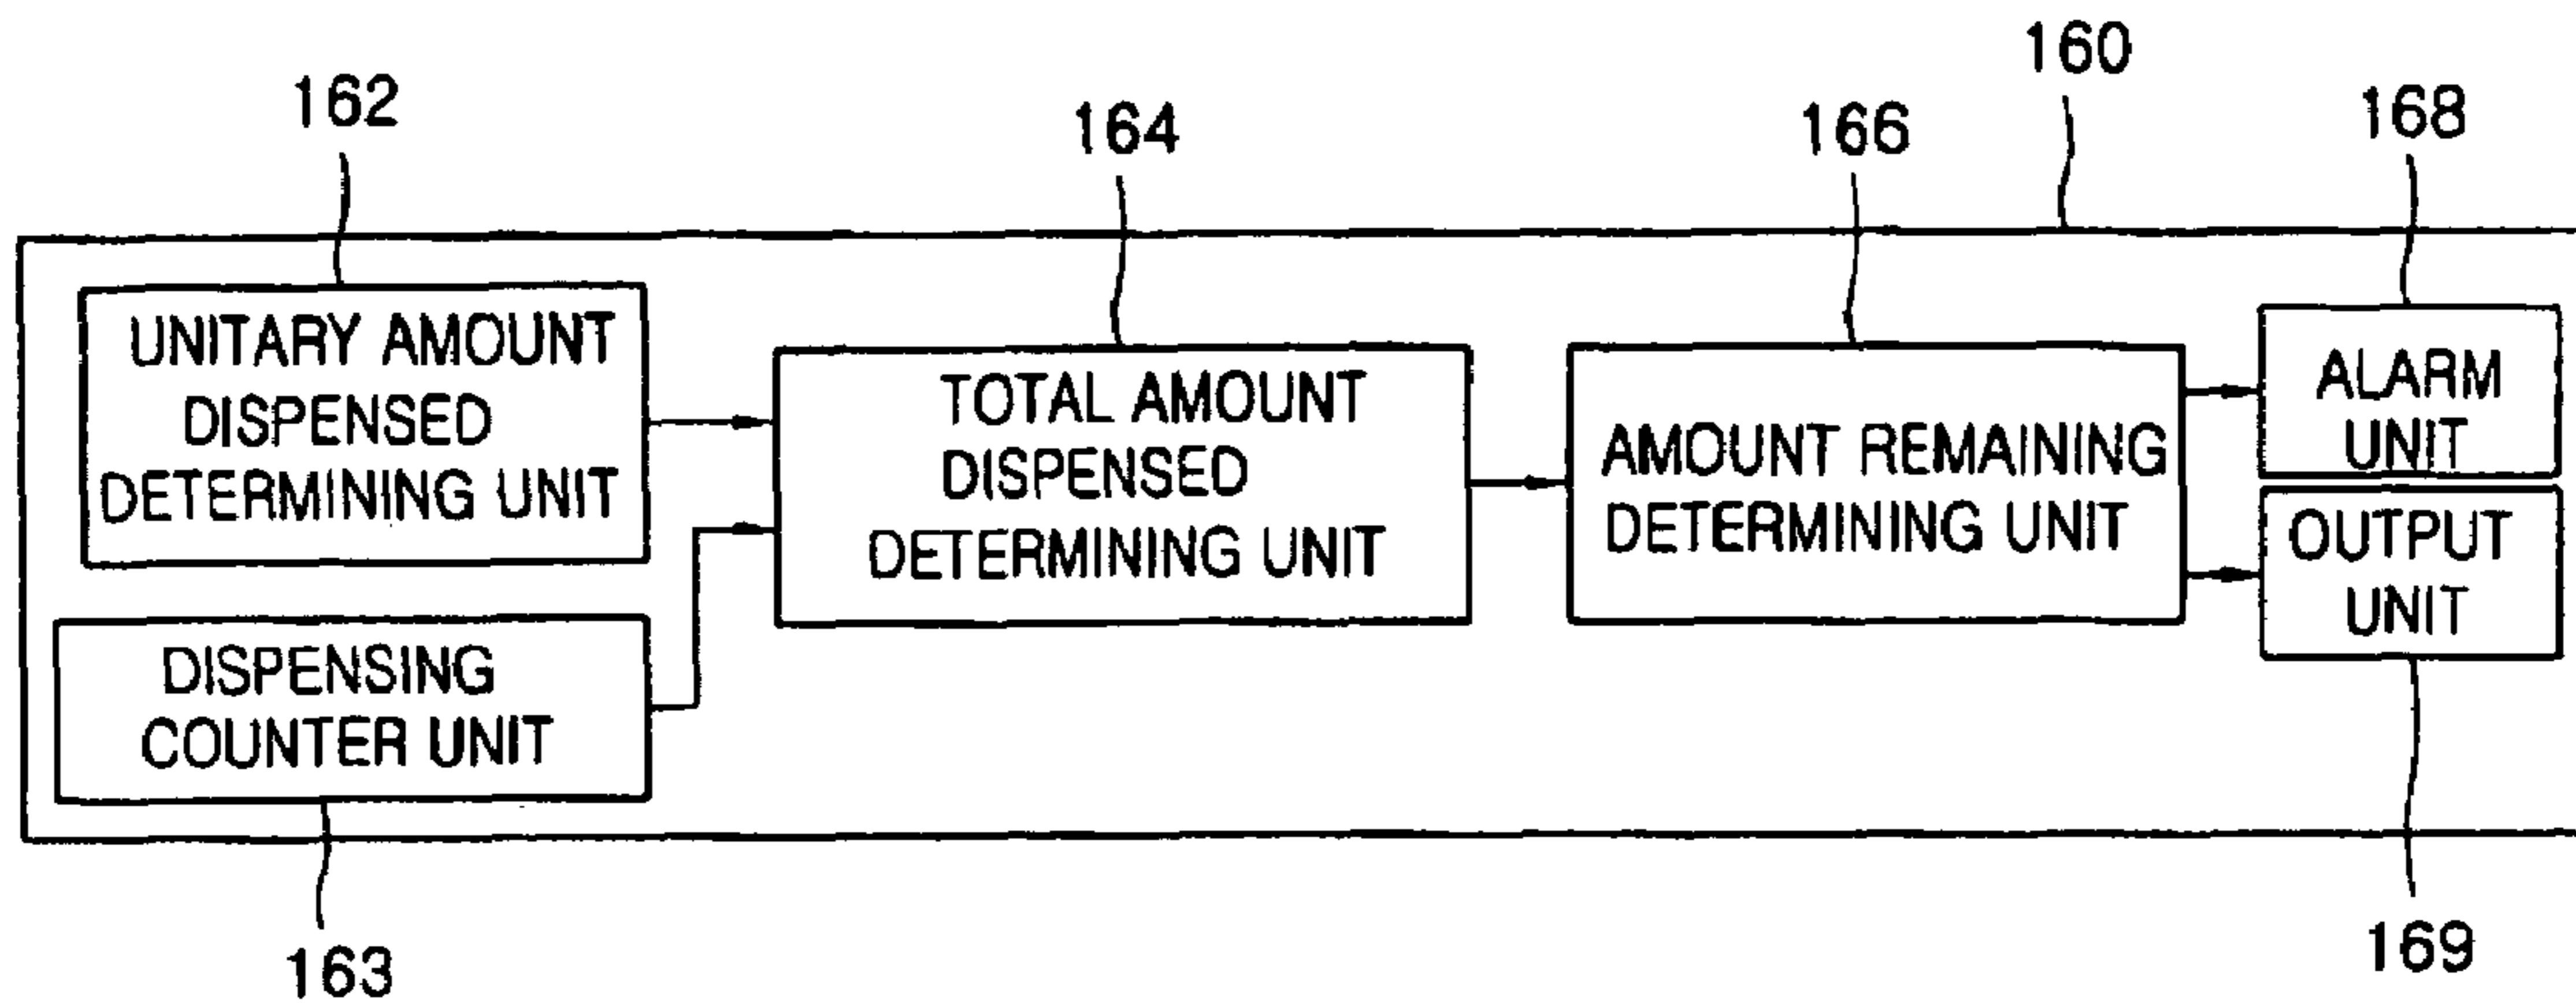 160
162
164
166
168
UNITARY AMOUNT
DISPENSED
DETERMINING UNIT
TOTAL AMOUNT
DISPENSED
DETERMINING UNIT
AMOUNT REMAINING
DETERMINING UNIT
ALARM
UNIT
OUTPUT
UNIT
DISPENSING
COUNTER UNIT
163
169